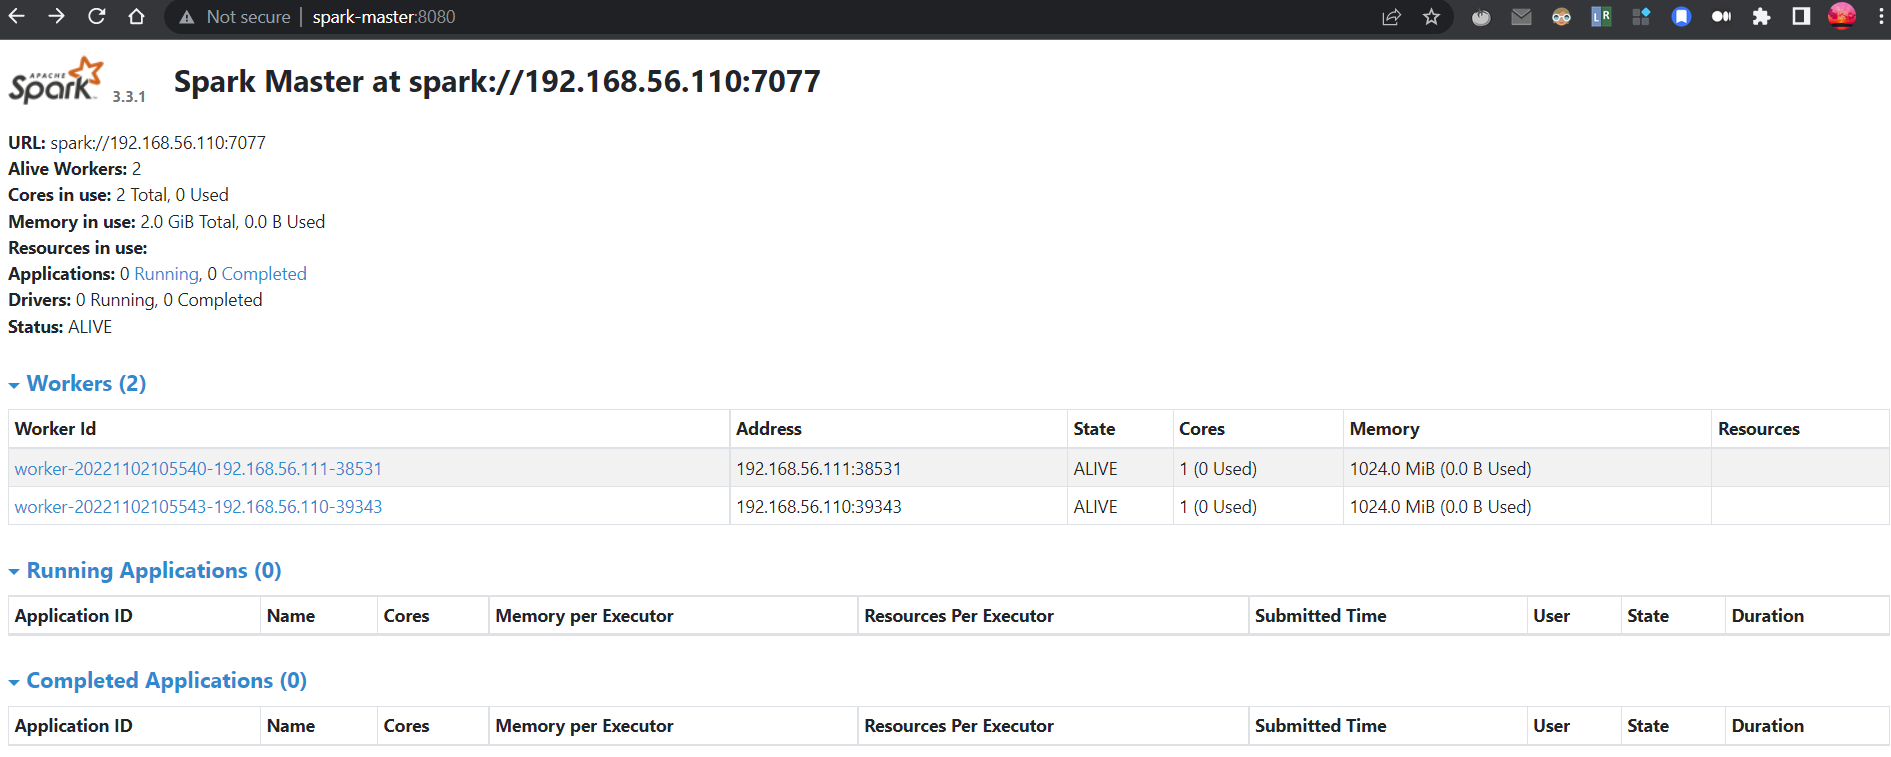 Not secure | spark-master:8080
L R
APACHE
Spark 3.3.1
Spark Master at spark://192.168.56.110:7077
URL: spark://192.168.56.110:7077
Alive Workers: 2
Cores in use: 2 Total, 0 Used
Memory in use: 2.0 GiB Total, 0.0 B Used
Resources in use:
Applications: 0 Running, 0 Completed
Drivers: 0 Running, 0 Completed
Status: ALIVE
Workers (2)
Worker Id Address State Cores Memory Resources
worker-20221102105540-192.168.56.111-38531 192.168.56.111:38531 ALIVE 1 (0 Used) 1024.0 MiB (0.0 B Used)
worker-20221102105543-192.168.56.110-39343 192.168.56.110:39343 ALIVE 1 (0 Used) 1024.0 MiB (0.0 B Used)
Running Applications (0)
Application ID Name Cores Memory per Executor Resources Per Executor Submitted Time User State Duration
Completed Applications (0)
Application ID Name Cores Memory per Executor Resources Per Executor Submitted Time User State Duration